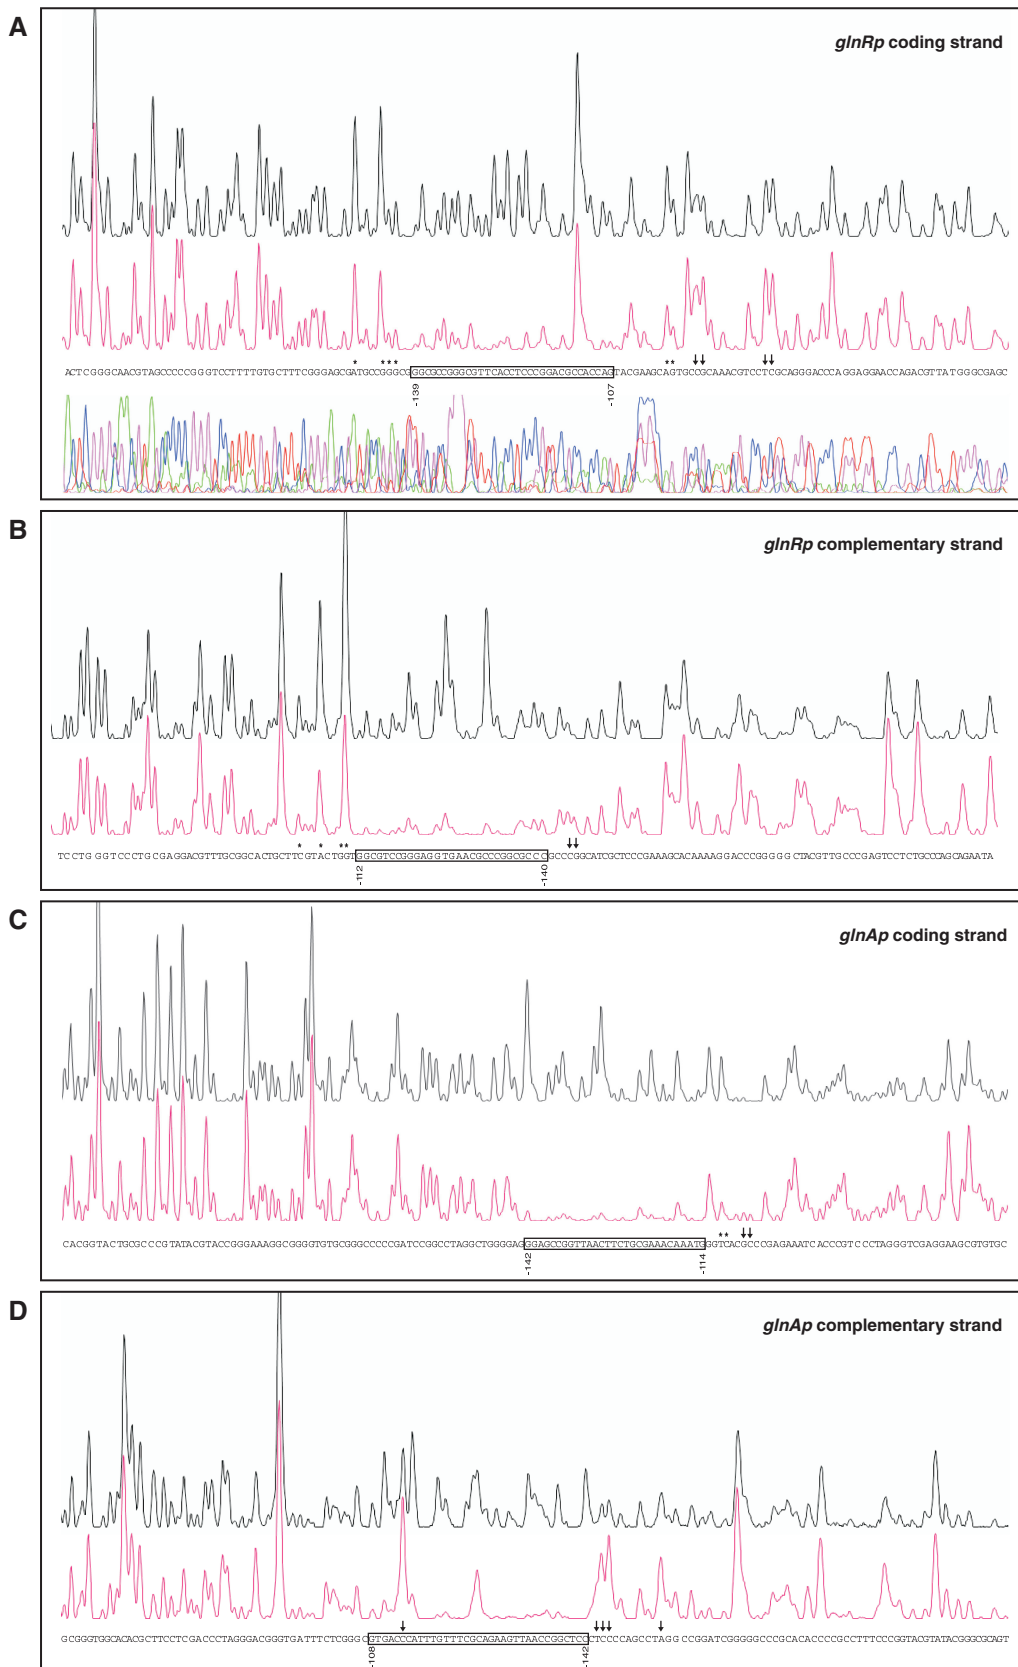 A
glnRp coding strand
* *** ** ↓↓ ↓↓
ACTCGGGCAACGTAGCCCCCGGGTCCTTTTGTGCTTTCGGGAGCGATGCCGGGCGGGCGCCGGGCGTTCACCTCCCGGACGCCACCAGTACGAAGCAGTGCCGCAAACGTCCTCGCAGGGACCCAGGAGGAACCAGACGTTATGGGCGAGC
-139
-107
B
glnRp complementary strand
* * ** ↓↓
TCCTGGGTCCCTGCGAGGACGTTTGCGGCACTGCTTCGTACTGGTGGCGTCCGGGAGGTGAACGCCCGGCGCCCGCCCGGCATCGCTCCCGAAAGCACAAAAGGACCCGGGGGCTACGTTGCCCGAGTCCTCTGCCCAGCAGAATA
-112
-140
C
glnAp coding strand
** ↓↓
CACGGTACTGCGCCCGTATACGTACCGGGAAAGGCGGGGTGTGCGGGCCCCCGATCCGGCCTAGGCTGGGGAGGGAGCCGGTTAACTTCTGCGAAACAAATGGGTCACGCCCGAGAAATCACCCGTCCCTAGGGTCGAGGAAGCGTGTGC
-142
-114
D
glnAp complementary strand
↓ ↓↓↓ ↓
GCGGGTGGCACACGCTTCCTCGACCCTAGGGACGGGTGATTTCTCGGGCGTGACCCATTTGTTTCGCAGAAGTTAACCGGCTCCCTCCCCAGCCTAGGCCGGATCGGGGGCCCGCACACCCCGCCTTTCCCGGTACGTATACGGGCGCAGT
-108
-142